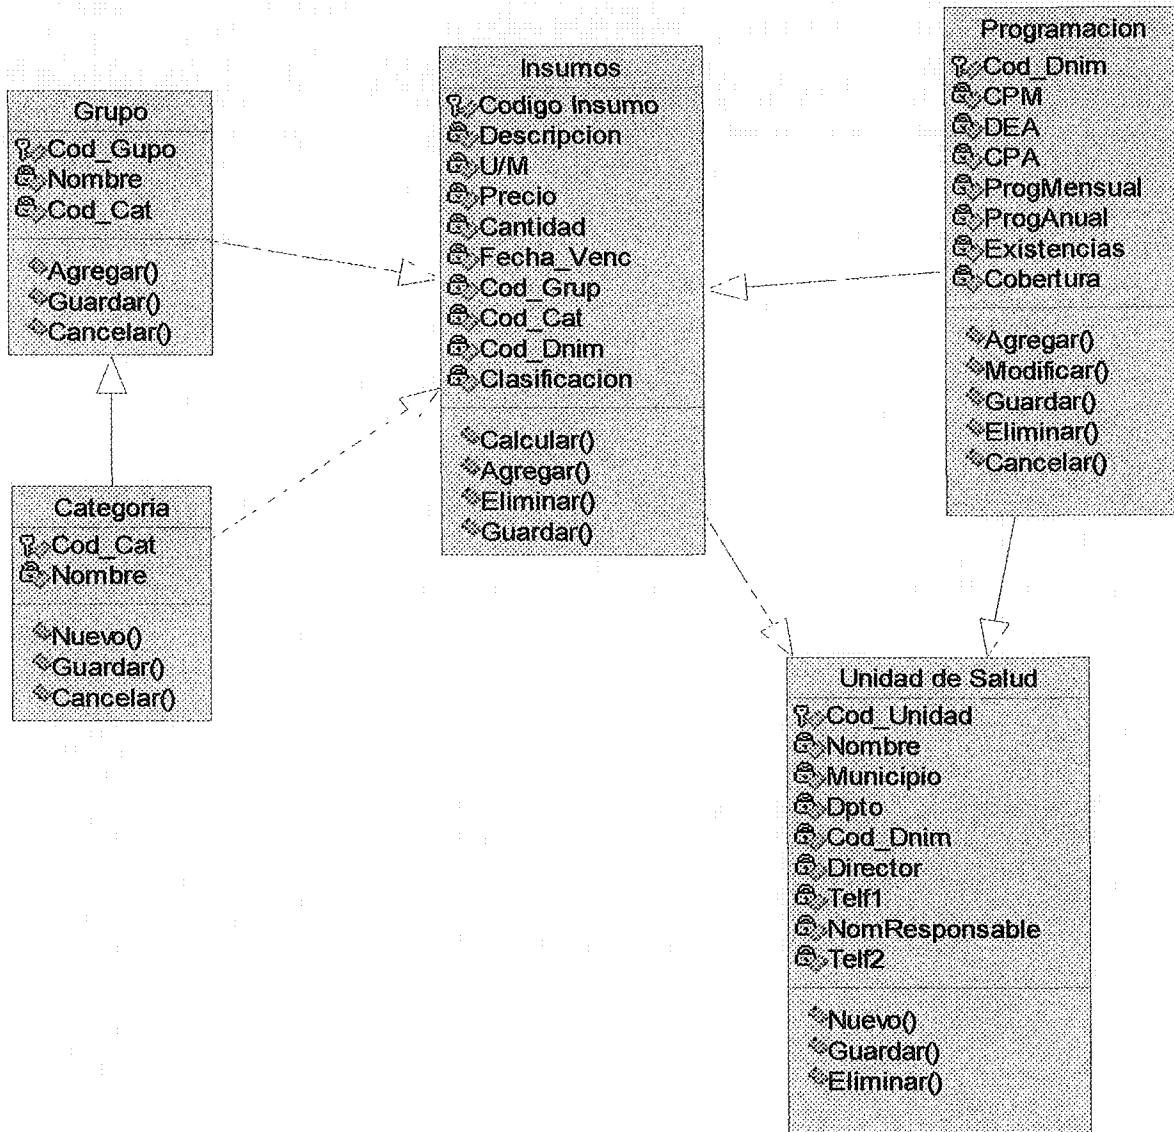 Grupo
Cod_Gupo
Nombre
Cod_Cat
Agregar()
Guardar()
Cancelar()
Categoria
Cod_Cat
Nombre
Nuevo()
Guardar()
Cancelar()
Insumos
Codigo Insumo
Descripcion
U/M
Precio
Cantidad
Fecha_Venc
Cod_Grup
Cod_Cat
Cod_Dnim
Clasificacion
Calcular()
Agregar()
Eliminar()
Guardar()
Programacion
Cod_Dnim
CPM
DEA
CPA
ProgMensual
ProgAnual
Existencias
Cobertura
Agregar()
Modificar()
Guardar()
Eliminar()
Cancelar()
Unidad de Salud
Cod_Unidad
Nombre
Municipio
Dpto
Cod_Dnim
Director
Telf1
NomResponsable
Telf2
Nuevo()
Guardar()
Eliminar()